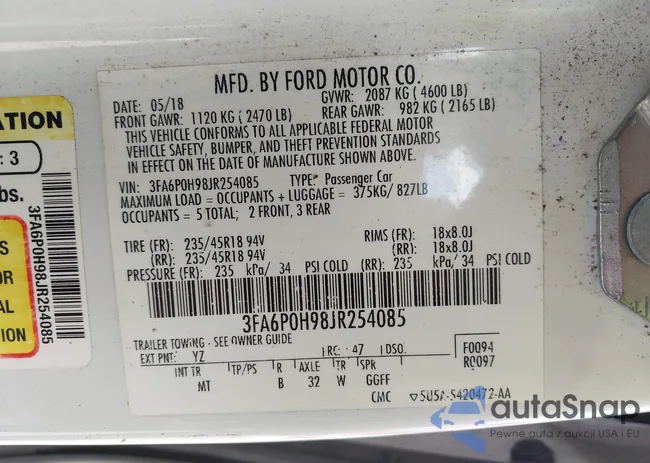 MFD. BY FORD MOTOR CO.
DATE: 05/18
GVWR: 2087 KG ( 4600 LB)
FRONT GAWR: 1120 KG ( 2470 LB)
REAR GAWR: 982 KG ( 2165 LB)
THIS VEHICLE CONFORMS TO ALL APPLICABLE FEDERAL MOTOR
VEHICLE SAFETY, BUMPER, AND THEFT PREVENTION STANDARDS
IN EFFECT ON THE DATE OF MANUFACTURE SHOWN ABOVE.
VIN: 3FA6P0H98JR254085 TYPE: Passenger Car
MAXIMUM LOAD = OCCUPANTS + LUGGAGE = 375KG/ 827LB
OCCUPANTS = 5 TOTAL; 2 FRONT, 3 REAR
TIRE (FR): 235/45R18 94V RIMS (FR): 18x8.0J
(RR): 235/45R18 94V (RR): 18x8.0J
PRESSURE (FR): 235 kPa/ 34 PSI COLD (RR): 235 kPa/ 34 PSI COLD
3FA6P0H98JR254085
TRAILER TOWING - SEE OWNER GUIDE
EXT PNT: YZ RC: 47 DSO: F0094
R0097
INT TR TP/PS R AXLE TR SPR
MT B 32 W GGFF
CMC 5U5A-5420472-AA
ATION
: 3
bs.
S
OR
AL
TION
3FA6P0H98JR254085
autoSnap
Pewne auto z aukcji USA i EU